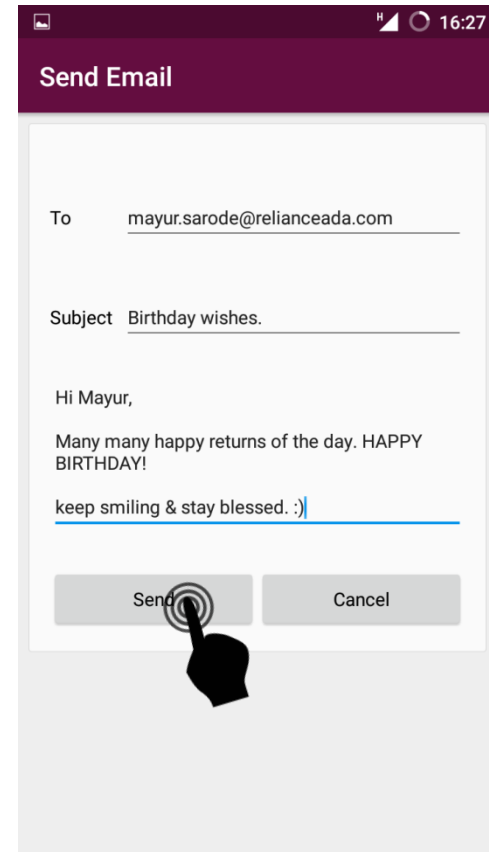 H 16:27
Send Email
To mayur.sarode@relianceada.com
Subject Birthday wishes.
Hi Mayur,
Many many happy returns of the day. HAPPY
BIRTHDAY!
keep smiling & stay blessed. :)
Send Cancel